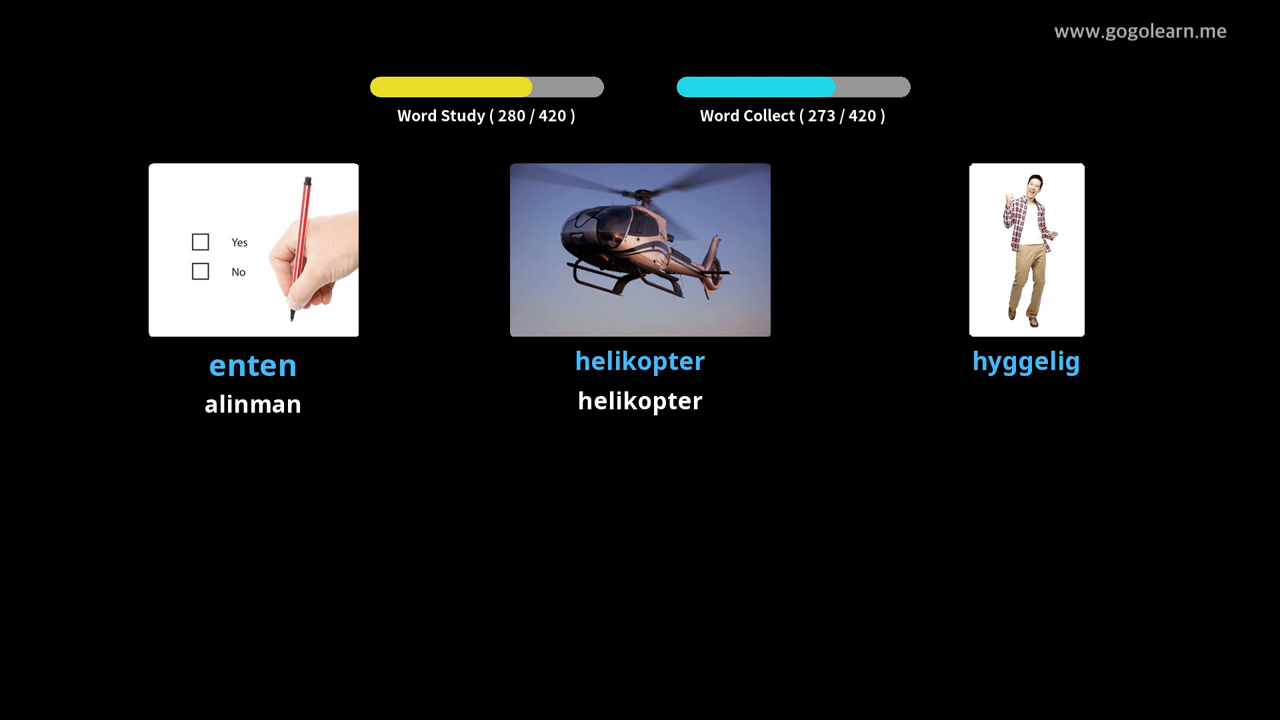 www.gogolearn.me
Word Study ( 280 / 420 )
Word Collect ( 273 / 420 )
Yes
No
enten
alinman
helikopter
helikopter
hyggelig